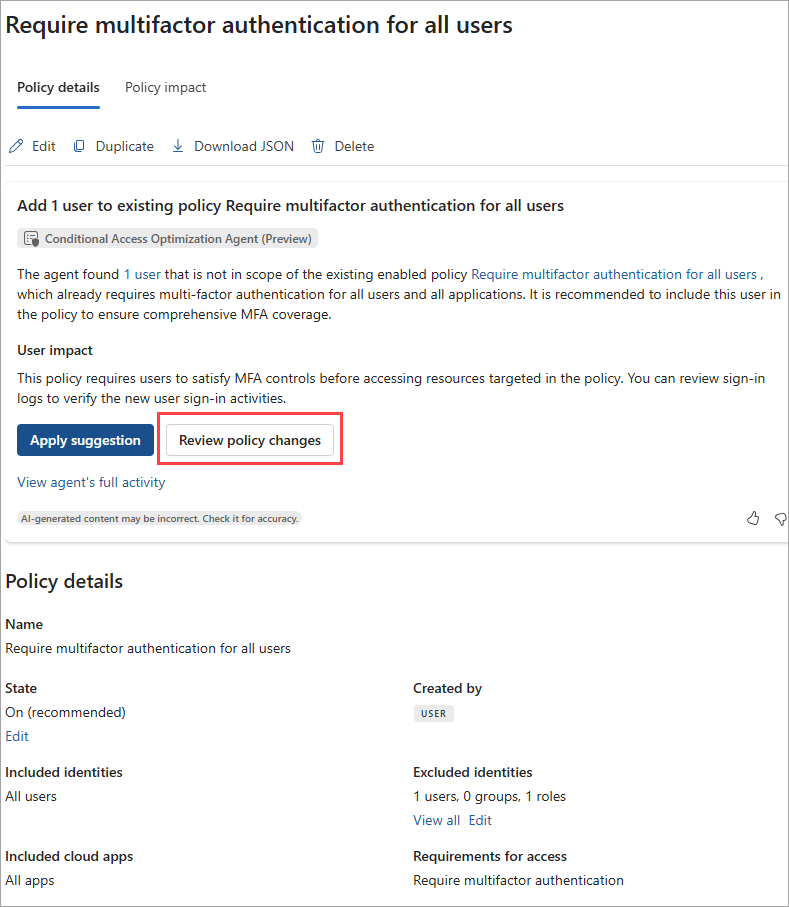 Require multifactor authentication for all users
Policy details Policy impact
Edit Duplicate Download JSON Delete
Add 1 user to existing policy Require multifactor authentication for all users
Conditional Access Optimization Agent (Preview)
The agent found 1 user that is not in scope of the existing enabled policy Require multifactor authentication for all users ,
which already requires multi-factor authentication for all users and all applications. It is recommended to include this user in
the policy to ensure comprehensive MFA coverage.
User impact
This policy requires users to satisfy MFA controls before accessing resources targeted in the policy. You can review sign-in
logs to verify the new user sign-in activities.
Apply suggestion Review policy changes
View agent's full activity
AI-generated content may be incorrect. Check it for accuracy.
Policy details
Name
Require multifactor authentication for all users
State Created by
On (recommended) USER
Edit
Included identities Excluded identities
All users 1 users, 0 groups, 1 roles
View all Edit
Included cloud apps Requirements for access
All apps Require multifactor authentication